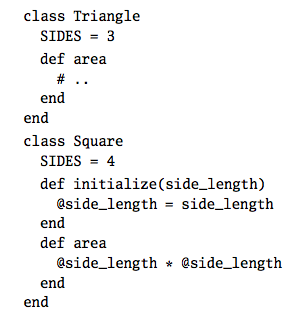 class Triangle
  SIDES = 3
  def area
    # ..
  end
end
class Square
  SIDES = 4
  def initialize(side_length)
    @side_length = side_length
  end
  def area
    @side_length * @side_length
  end
end